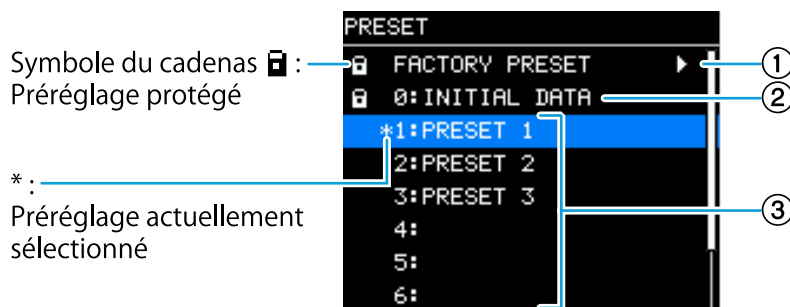 PRESET
Symbole du cadenas :
Préréglage protégé
FACTORY PRESET
1
0:INITIAL DATA
2
*1:PRESET 1
2:PRESET 2
3:PRESET 3
3
4:
5:
6:
* :
Préréglage actuellement
sélectionné